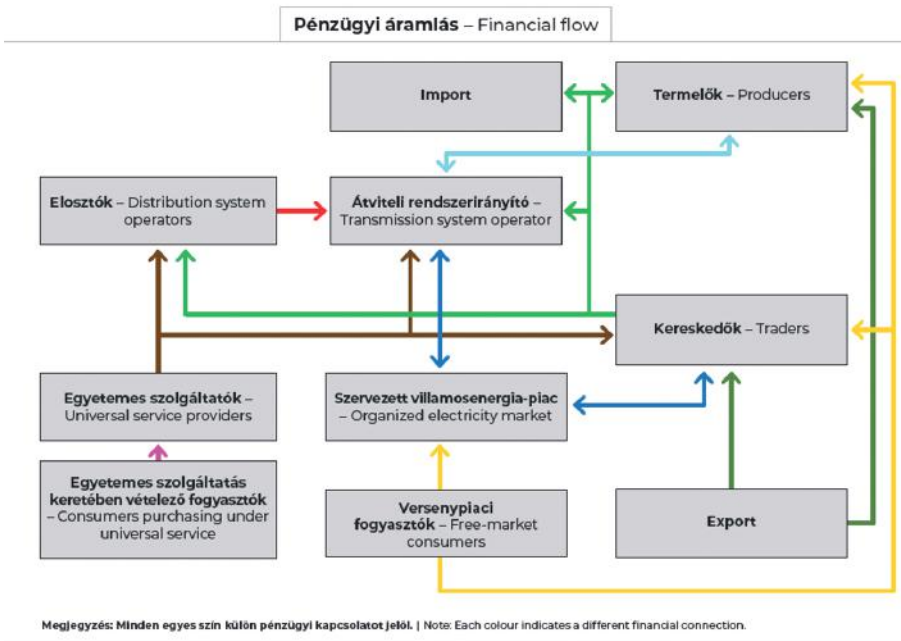 Pénzügyi áramlás – Financial flow
Import
Termelők – Producers
Elosztók – Distribution system
operators
Átviteli rendszerirányító –
Transmission system operator
Kereskedők – Traders
Egyetemes szolgáltatók –
Universal service providers
Szervezett villamosenergia-piac
– Organized electricity market
Egyetemes szolgáltatás
keretében vételező fogyasztók
– Consumers purchasing under
universal service
Versenypiaci
fogyasztók – Free-market
consumers
Export
Megjegyzés: Minden egyes szín külön pénzügyi kapcsolatot jelöl. | Note: Each colour indicates a different financial connection.